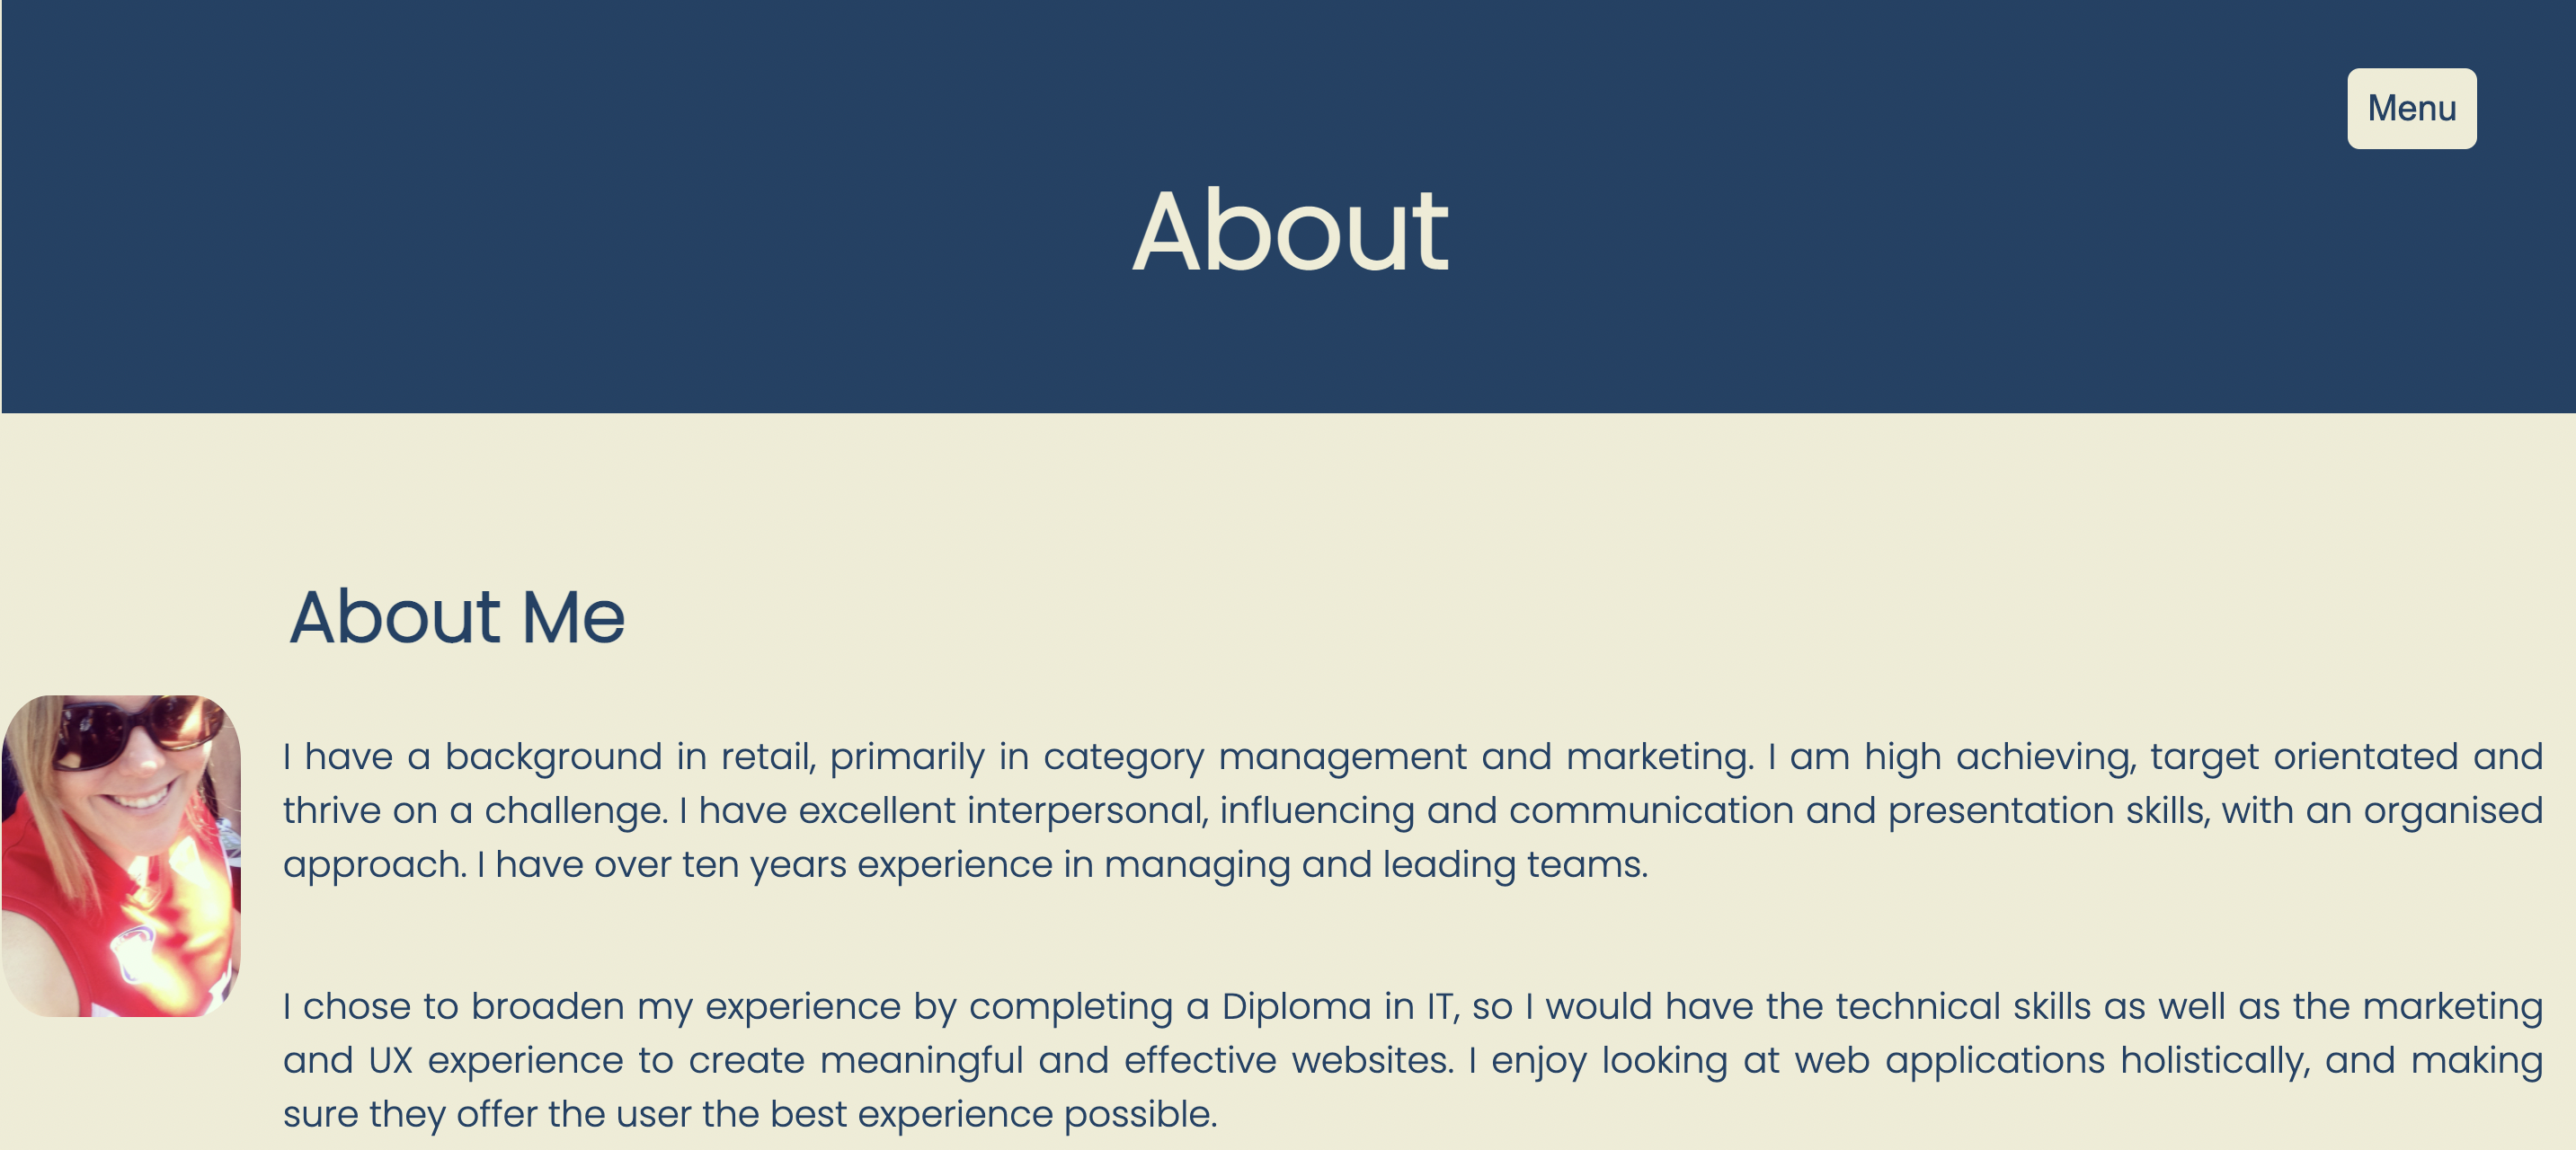 Menu
About
About Me
I have a background in retail, primarily in category management and marketing. I am high achieving, target orientated and
thrive on a challenge. I have excellent interpersonal, influencing and communication and presentation skills, with an organised
approach. I have over ten years experience in managing and leading teams.
I chose to broaden my experience by completing a Diploma in IT, so I would have the technical skills as well as the marketing
and UX experience to create meaningful and effective websites. I enjoy looking at web applications holistically, and making
sure they offer the user the best experience possible.